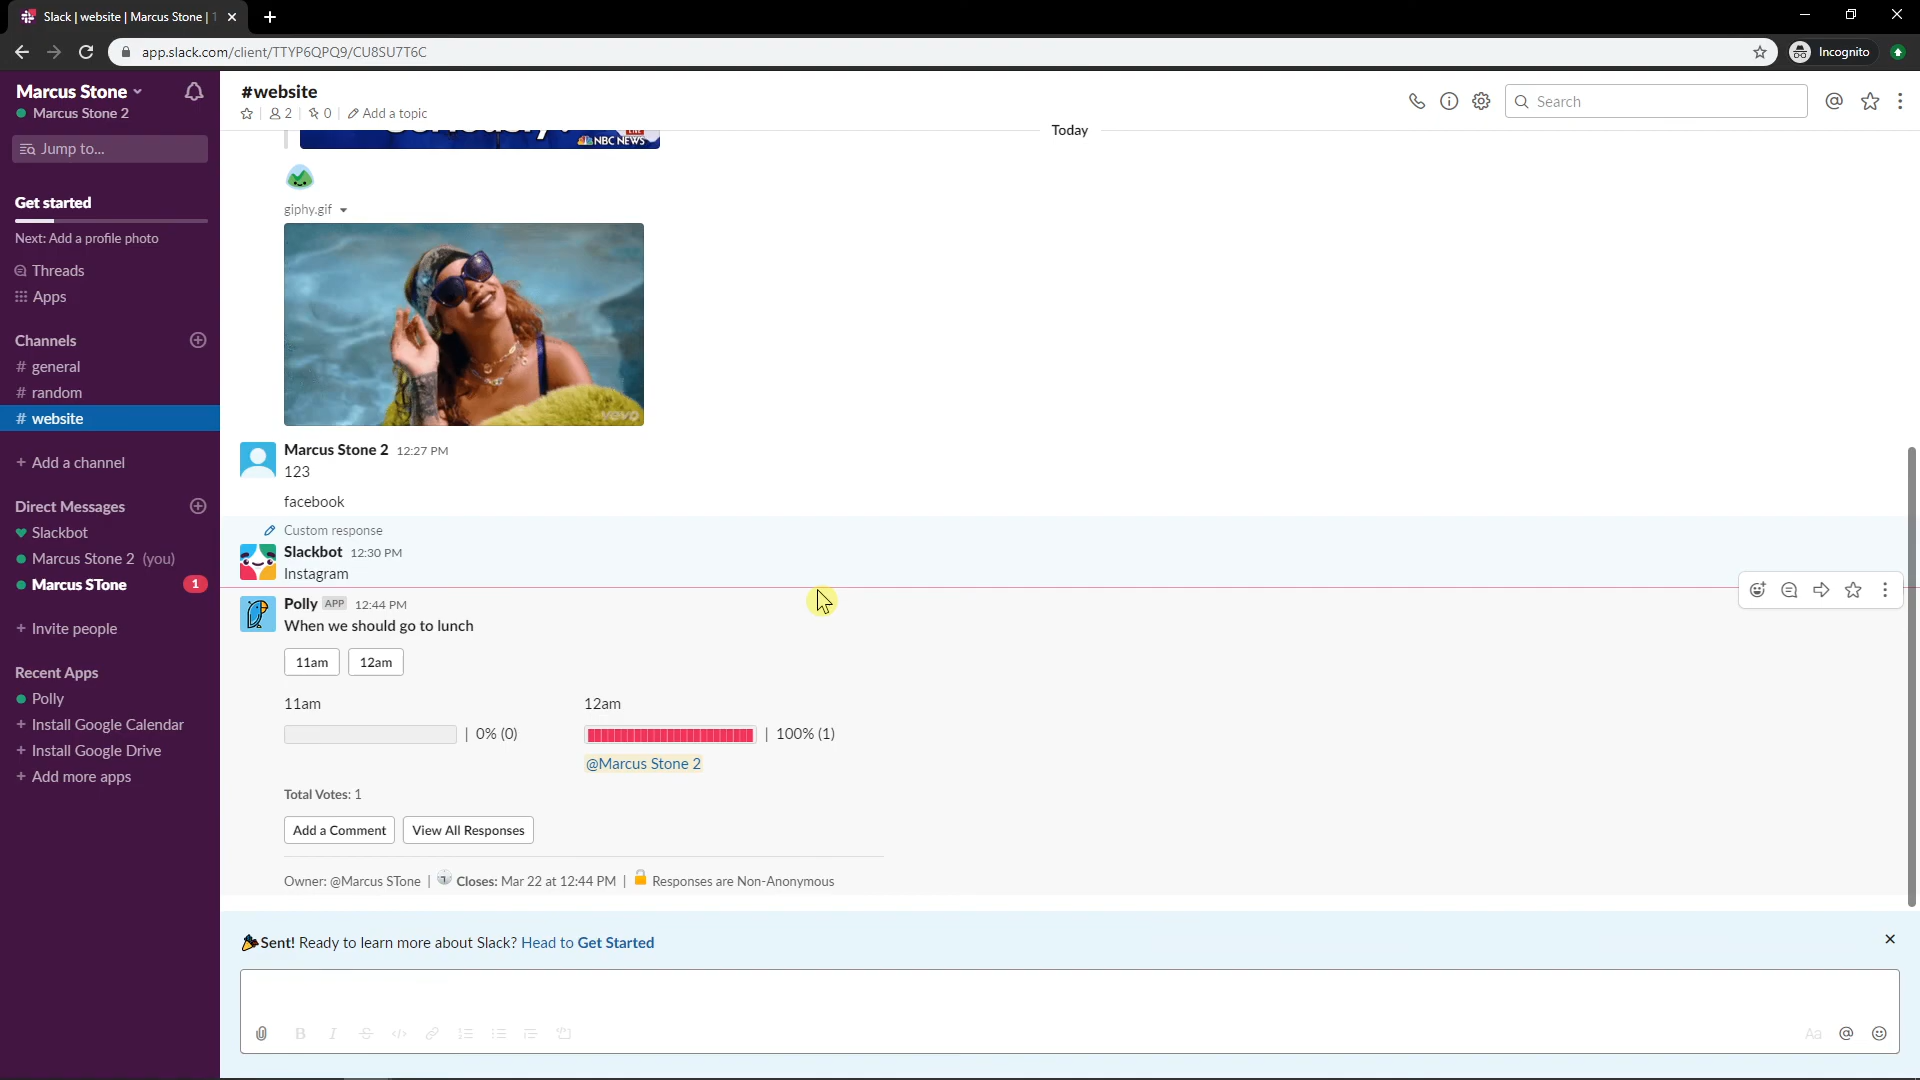 Slack | website | Marcus Stone | 1
app.slack.com/client/TTYP6QPQ9/CU8SU7T6C
Incognito
Marcus Stone
Marcus Stone 2
Jump to...
Get started
Next: Add a profile photo
Threads
Apps
Channels
# general
# random
# website
+ Add a channel
Direct Messages
Slackbot
Marcus Stone 2 (you)
Marcus STone 1
+ Invite people
Recent Apps
Polly
+ Install Google Calendar
+ Install Google Drive
+ Add more apps
#website
2 | 0 | Add a topic
Search
Today
NBC NEWS
giphy.gif
vevo
Marcus Stone 2 12:27 PM
123
facebook
Custom response
Slackbot 12:30 PM
Instagram
Polly APP 12:44 PM
When we should go to lunch
11am 12am
11am 12am
| 0% (0) | 100% (1)
@Marcus Stone 2
Total Votes: 1
Add a Comment View All Responses
Owner: @Marcus STone | Closes: Mar 22 at 12:44 PM | Responses are Non-Anonymous
Sent! Ready to learn more about Slack? Head to Get Started
B I
Aa @